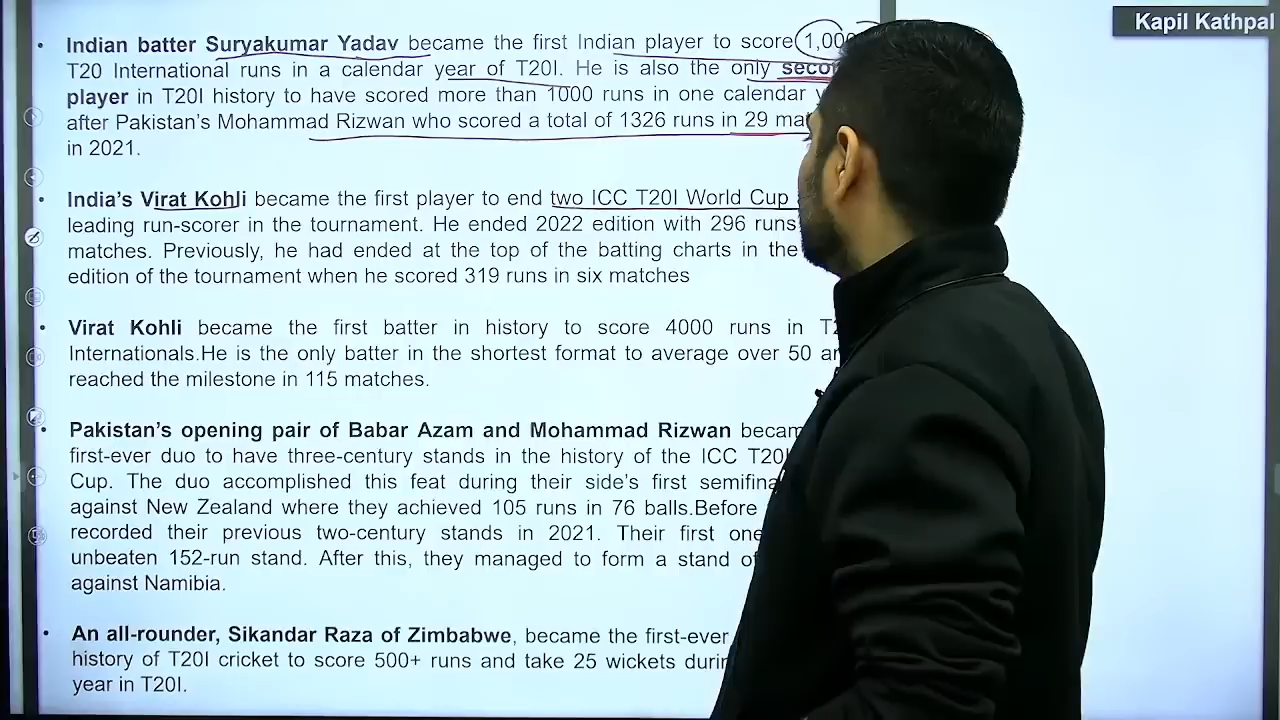 Kapil Kathpal
Indian batter Suryakumar Yadav became the first Indian player to score 1,000
T20 International runs in a calendar year of T20I. He is also the only
player in T20I history to have scored more than 1000 runs in one calendar
after Pakistan's Mohammad Rizwan who scored a total of 1326 runs in 29
in 2021.
India's Virat Kohli became the first player to end two ICC T20I World Cup
leading run-scorer in the tournament. He ended 2022 edition with 296 runs
matches. Previously, he had ended at the top of the batting charts in the
edition of the tournament when he scored 319 runs in six matches
Virat Kohli became the first batter in history to score 4000 runs in
Internationals.He is the only batter in the shortest format to average over 50
reached the milestone in 115 matches.
Pakistan's opening pair of Babar Azam and Mohammad Rizwan
first-ever duo to have three-century stands in the history of the ICC T20I
Cup. The duo accomplished this feat during their side's first
against New Zealand where they achieved 105 runs in 76 balls.Before
recorded their previous two-century stands in 2021. Their first
unbeaten 152-run stand. After this, they managed to form a stand
against Namibia.
An all-rounder, Sikandar Raza of Zimbabwe, became the first-ever
history of T20I cricket to score 500+ runs and take 25 wickets
year in T20I.